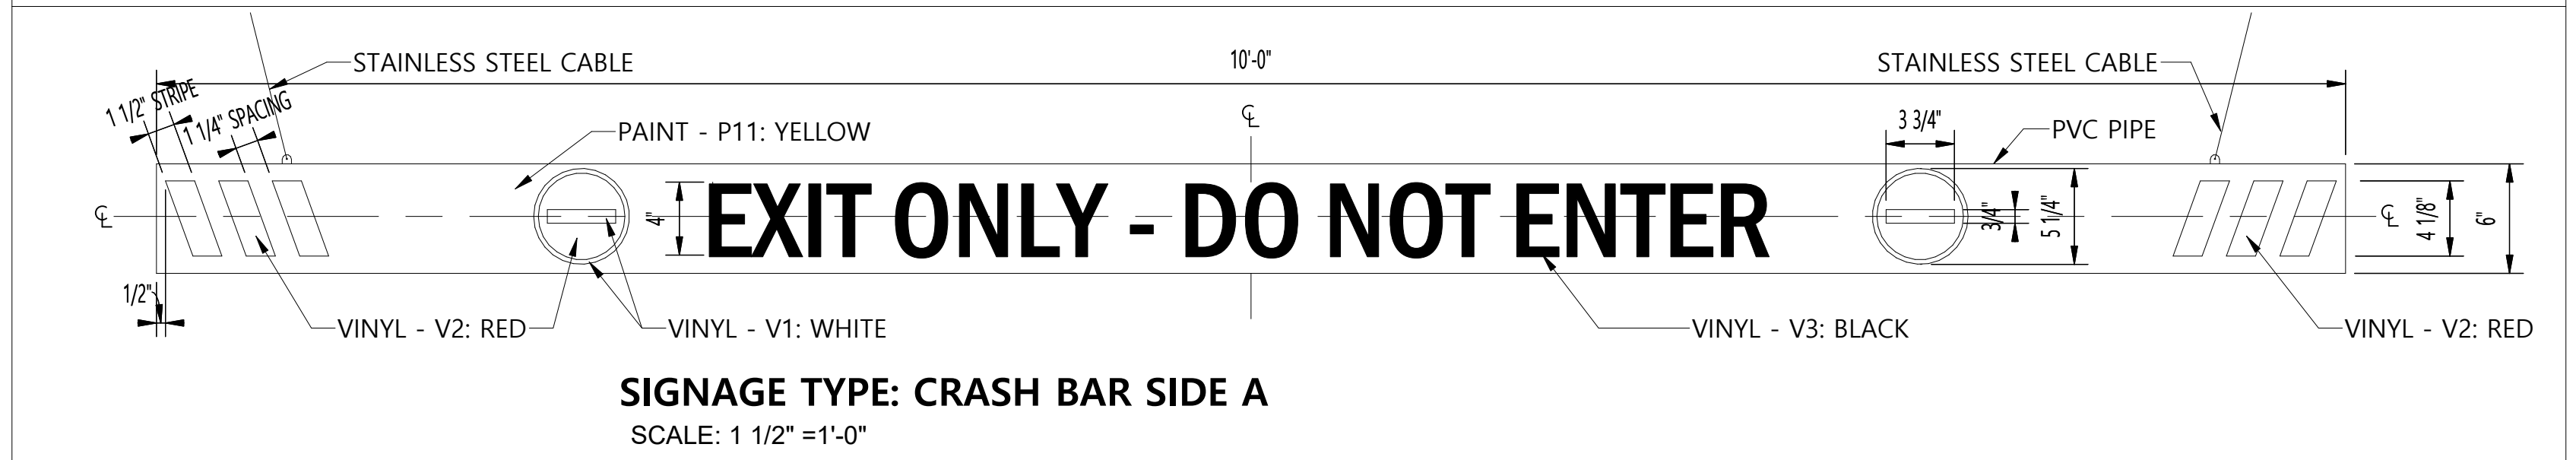 STAINLESS STEEL CABLE
10'-0"
STAINLESS STEEL CABLE
1 1/2" STRIPE
1 1/4" SPACING
PAINT - P11: YELLOW
℄
3 3/4"
PVC PIPE
℄
4"
EXIT ONLY - DO NOT ENTER
3/4"
5 1/4"
℄
4 1/8"
6"
1/2"
VINYL - V2: RED
VINYL - V1: WHITE
VINYL - V3: BLACK
VINYL - V2: RED
SIGNAGE TYPE: CRASH BAR SIDE A
SCALE: 1 1/2" =1'-0"